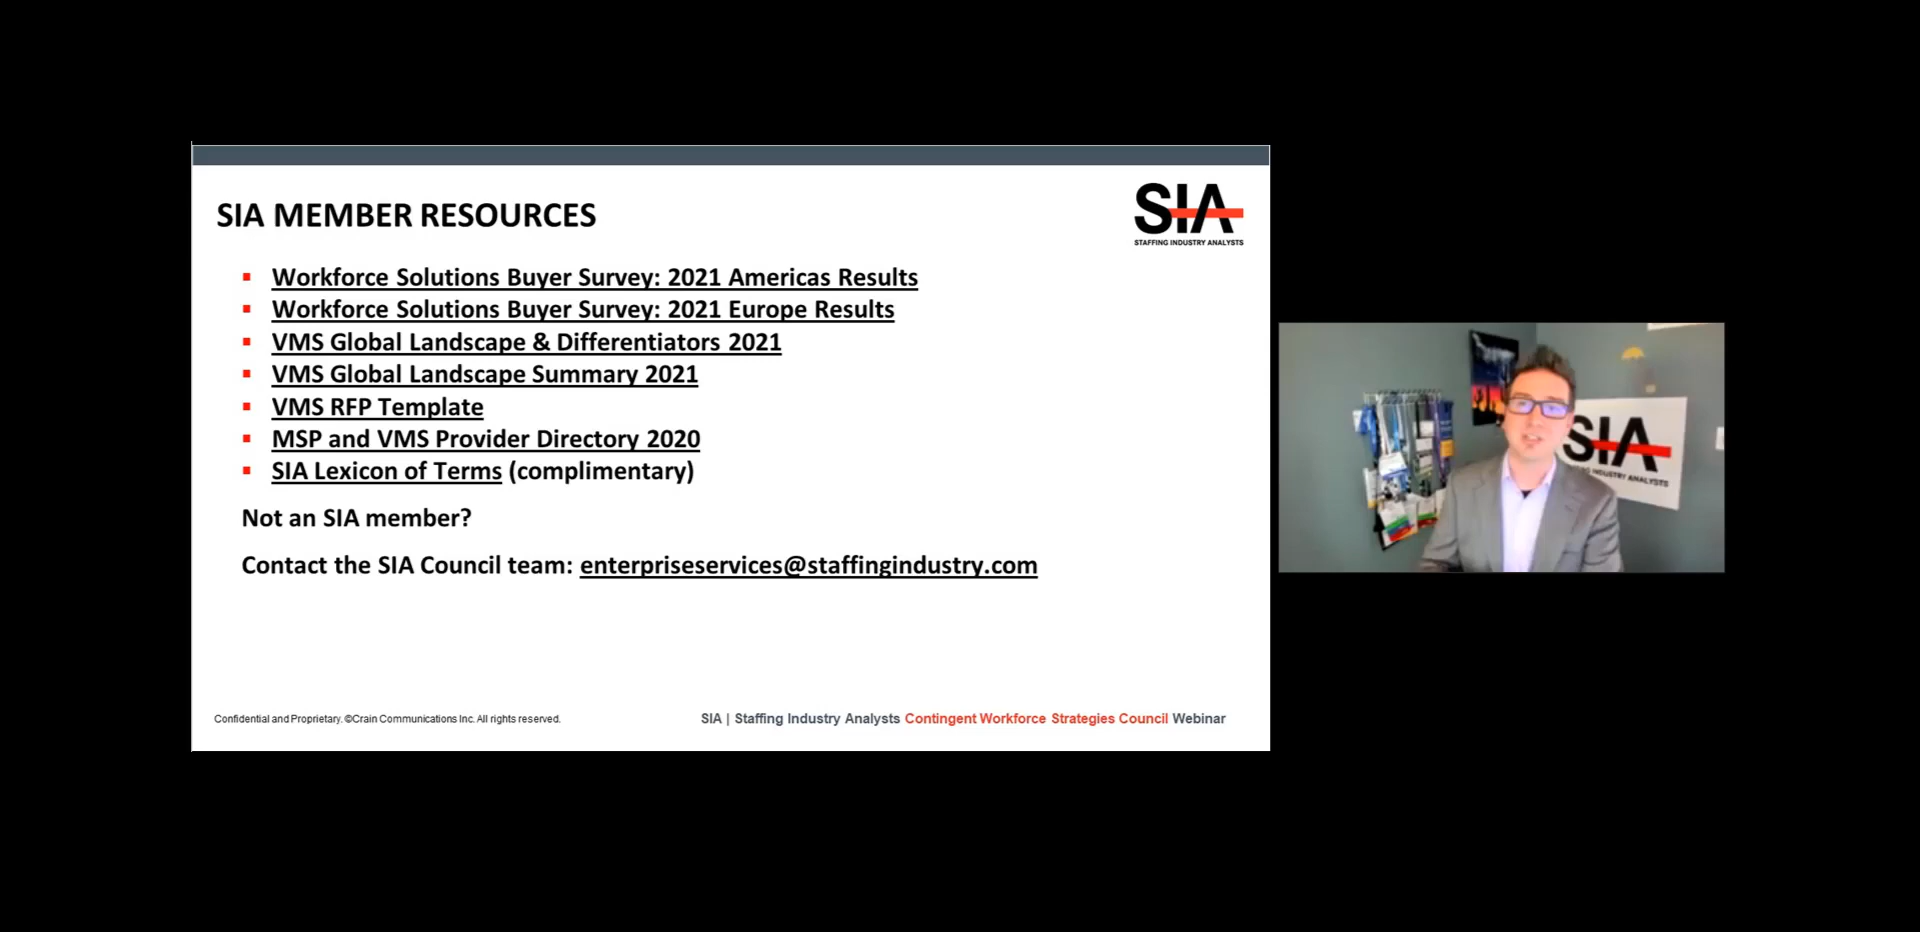 SIA MEMBER RESOURCES
SIA
STAFFING INDUSTRY ANALYSTS
Workforce Solutions Buyer Survey: 2021 Americas Results
Workforce Solutions Buyer Survey: 2021 Europe Results
VMS Global Landscape & Differentiators 2021
VMS Global Landscape Summary 2021
VMS RFP Template
MSP and VMS Provider Directory 2020
SIA Lexicon of Terms (complimentary)
Not an SIA member?
Contact the SIA Council team: enterpriseservices@staffingindustry.com
Confidential and Proprietary. ©Crain Communications Inc. All rights reserved.
SIA | Staffing Industry Analysts Contingent Workforce Strategies Council Webinar
SIA
INDUSTRY ANALYSTS